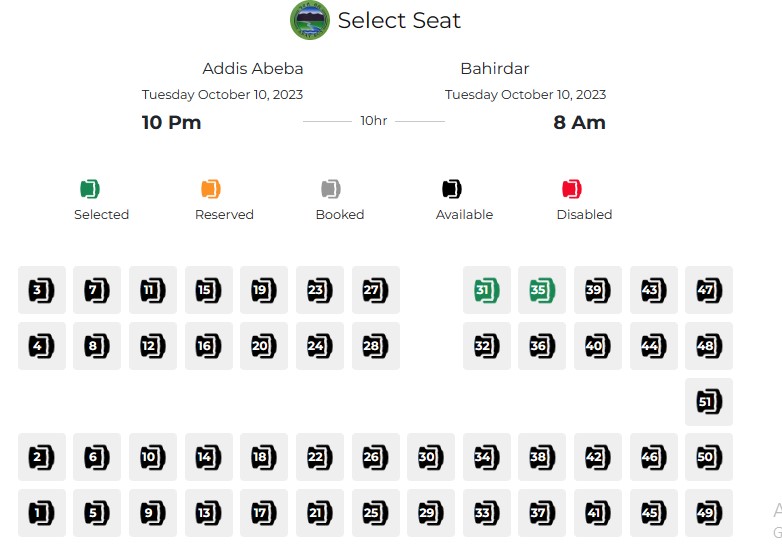 Select Seat
Addis Abeba Bahirdar
Tuesday October 10, 2023 Tuesday October 10, 2023
10 Pm 10hr 8 Am
Selected Reserved Booked Available Disabled
3 7 11 15 19 23 27 31 35 39 43 47
4 8 12 16 20 24 28 32 36 40 44 48
51
2 6 10 14 18 22 26 30 34 38 42 46 50
1 5 9 13 17 21 25 29 33 37 41 45 49